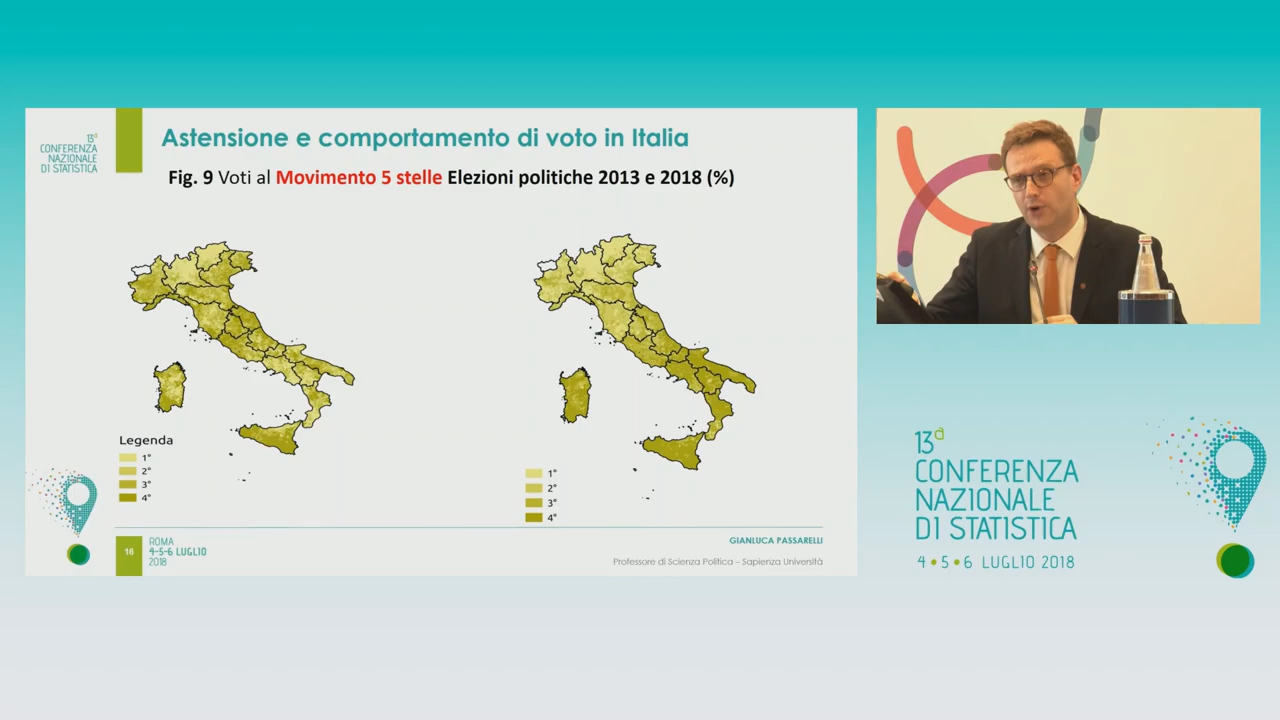 13ª
CONFERENZA
NAZIONALE
DI STATISTICA
Astensione e comportamento di voto in Italia
Fig. 9 Voti al Movimento 5 stelle Elezioni politiche 2013 e 2018 (%)
Legenda
1°
2°
3°
4°
1°
2°
3°
4°
16
ROMA
4-5-6 LUGLIO
2018
GIANLUCA PASSARELLI
Professore di Scienza Politica – Sapienza Università
13ª
CONFERENZA
NAZIONALE
DI STATISTICA
4 • 5 • 6 LUGLIO 2018